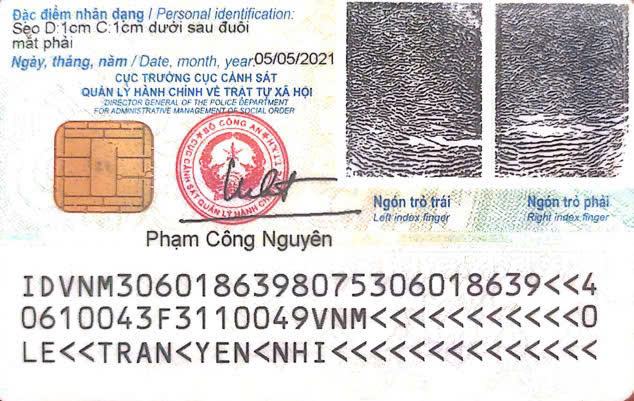 Đặc điểm nhân dạng / Personal identification:
Sẹo D:1cm C:1cm dưới sau đuôi
mắt phải
Ngày, tháng, năm / Date, month, year: 05/05/2021
CỤC TRƯỞNG CỤC CẢNH SÁT
QUẢN LÝ HÀNH CHÍNH VỀ TRẬT TỰ XÃ HỘI
DIRECTOR GENERAL OF THE POLICE DEPARTMENT
FOR ADMINISTRATIVE MANAGEMENT OF SOCIAL ORDER
BỘ CÔNG AN
CỤC CẢNH SÁT QUẢN LÝ HÀNH CHÍNH
Ngón trỏ trái
Left index finger
Ngón trỏ phải
Right index finger
Phạm Công Nguyên
IDVNM3060186398075306018639<<4
0610043F3110049VNM<<<<<<<<<<<0
LE<<TRAN<YEN<NHI<<<<<<<<<<<<<<